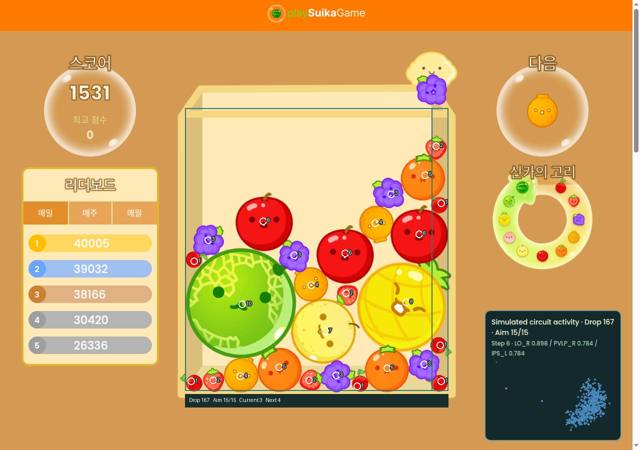 playSuikaGame
스코어
1531
최고 점수
0
리더보드
매일 매주 매월
1 40005
2 39032
3 38166
4 30420
5 26336
다음
싱카의 고리
Simulated circuit activity · Drop 167
· Aim 15/15
Step 6 · LO_R 0.898 / PVLP_R 0.784 /
IPS_L 0.784
Drop 167 Aim 15/15 Current 3 Next 4